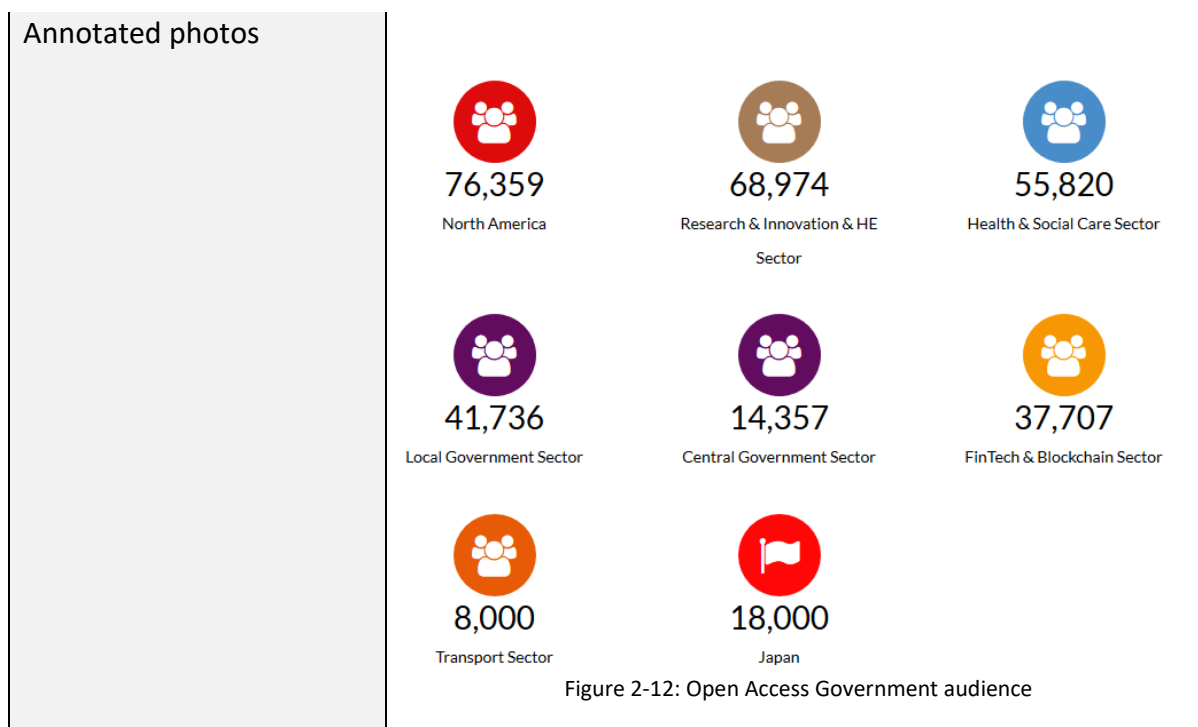 Annotated photos
76,359
North America
68,974
Research & Innovation & HE
Sector
55,820
Health & Social Care Sector
41,736
Local Government Sector
14,357
Central Government Sector
37,707
FinTech & Blockchain Sector
8,000
Transport Sector
18,000
Japan
Figure 2-12: Open Access Government audience